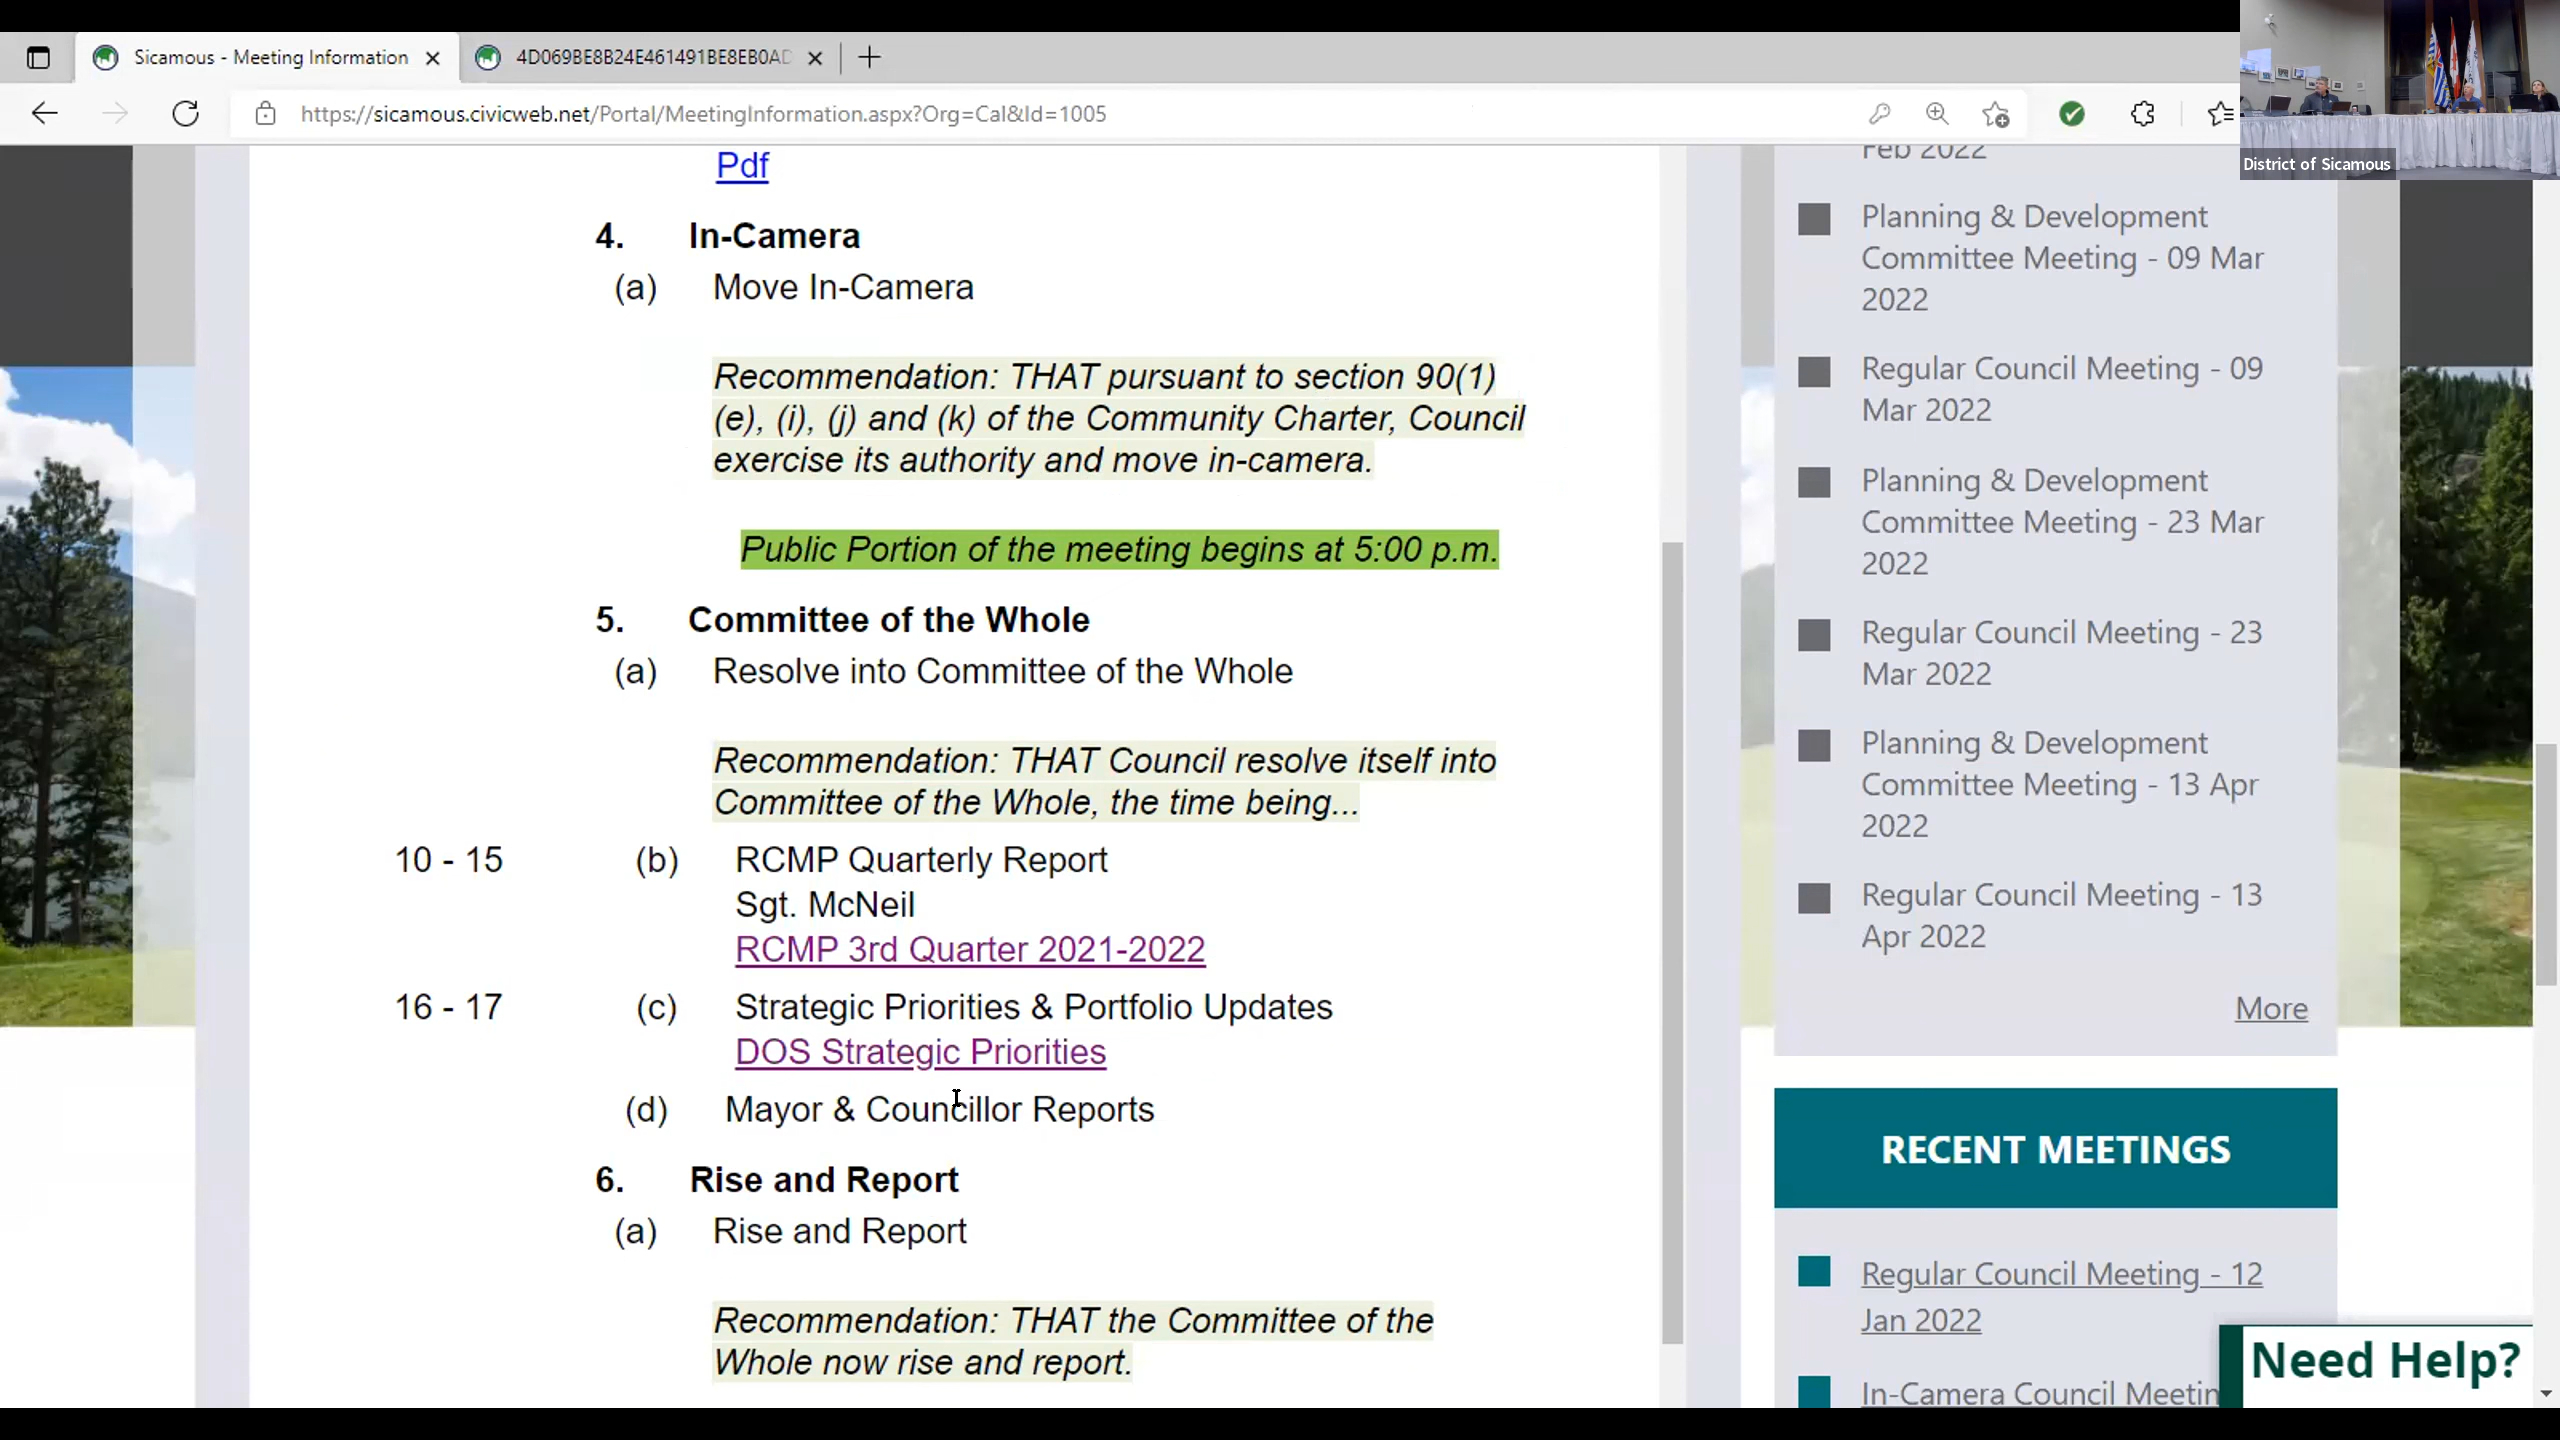 Sicamous - Meeting Information
4D069BE8B24E461491BE8EB0AD
https://sicamous.civicweb.net/Portal/MeetingInformation.aspx?Org=Cal&Id=1005
District of Sicamous
Pdf
4. In-Camera
(a) Move In-Camera
Recommendation: THAT pursuant to section 90(1)
(e), (i), (j) and (k) of the Community Charter, Council
exercise its authority and move in-camera.
Public Portion of the meeting begins at 5:00 p.m.
5. Committee of the Whole
(a) Resolve into Committee of the Whole
Recommendation: THAT Council resolve itself into
Committee of the Whole, the time being...
10 - 15 (b) RCMP Quarterly Report
Sgt. McNeil
RCMP 3rd Quarter 2021-2022
16 - 17 (c) Strategic Priorities & Portfolio Updates
DOS Strategic Priorities
(d) Mayor & Councillor Reports
6. Rise and Report
(a) Rise and Report
Recommendation: THAT the Committee of the
Whole now rise and report.
Feb 2022
Planning & Development
Committee Meeting - 09 Mar
2022
Regular Council Meeting - 09
Mar 2022
Planning & Development
Committee Meeting - 23 Mar
2022
Regular Council Meeting - 23
Mar 2022
Planning & Development
Committee Meeting - 13 Apr
2022
Regular Council Meeting - 13
Apr 2022
More
RECENT MEETINGS
Regular Council Meeting - 12
Jan 2022
In-Camera Council Meetin
Need Help?